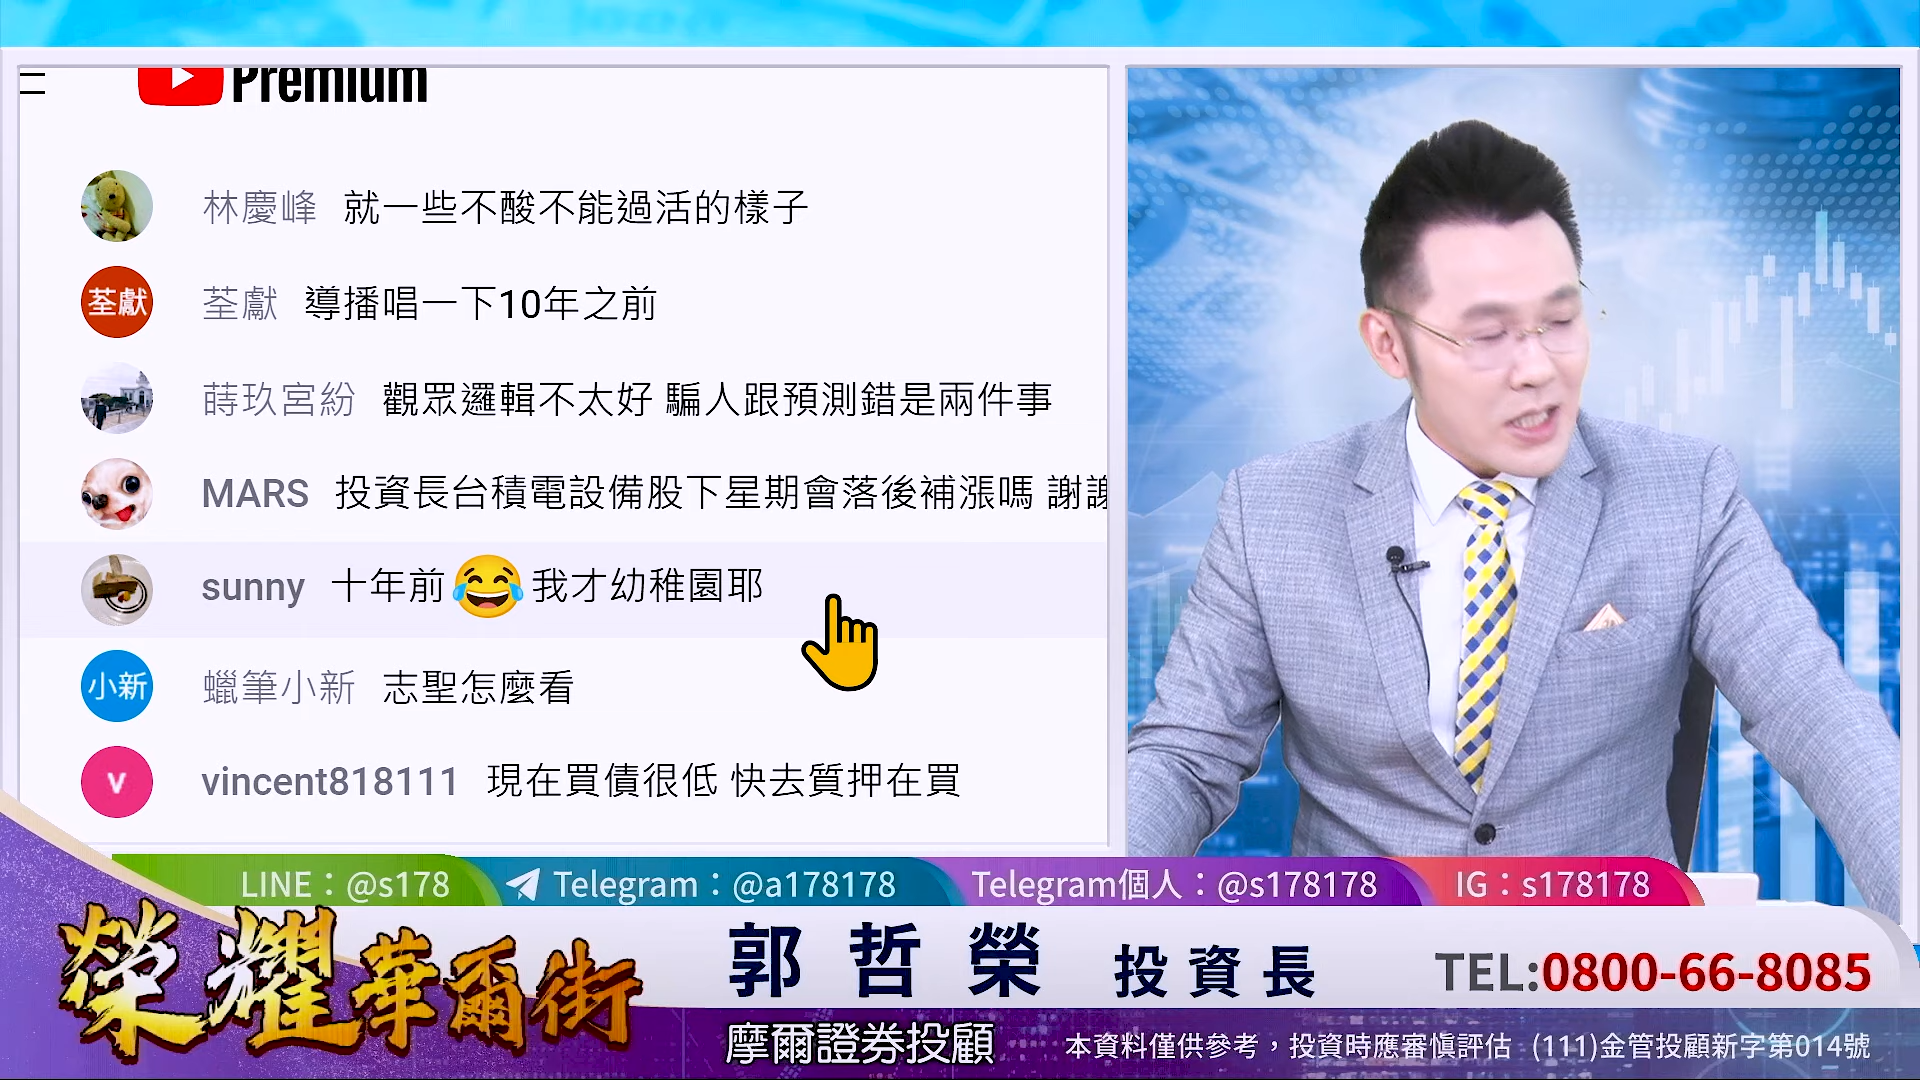 Premium
林慶峰 就一些不酸不能過活的樣子
荃獻 荃獻 導播唱一下10年之前
蒔玖宮紛 觀眾邏輯不太好 騙人跟預測錯是兩件事
MARS 投資長台積電設備股下星期會落後補漲嗎 謝謝
sunny 十年前😂我才幼稚園耶
小新 蠟筆小新 志聖怎麼看
v vincent818111 現在買債很低 快去質押在買
LINE：@s178 Telegram：@a178178 Telegram個人：@s178178 IG：s178178
榮耀華爾街
郭哲榮 投資長 TEL:0800-66-8085
摩爾證券投顧 本資料僅供參考，投資時應審慎評估 (111)金管投顧新字第014號